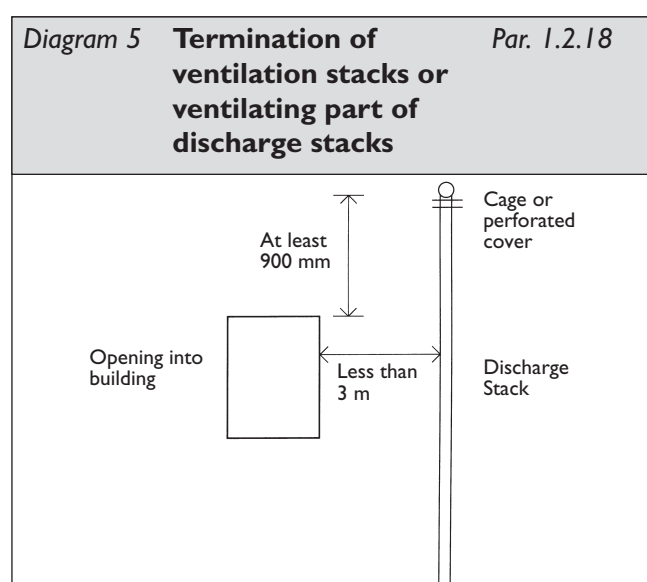 Diagram 5 Termination of Par. 1.2.18
ventilation stacks or
ventilating part of
discharge stacks
Cage or
perforated
cover
At least
900 mm
Opening into
building
Less than
3 m
Discharge
Stack